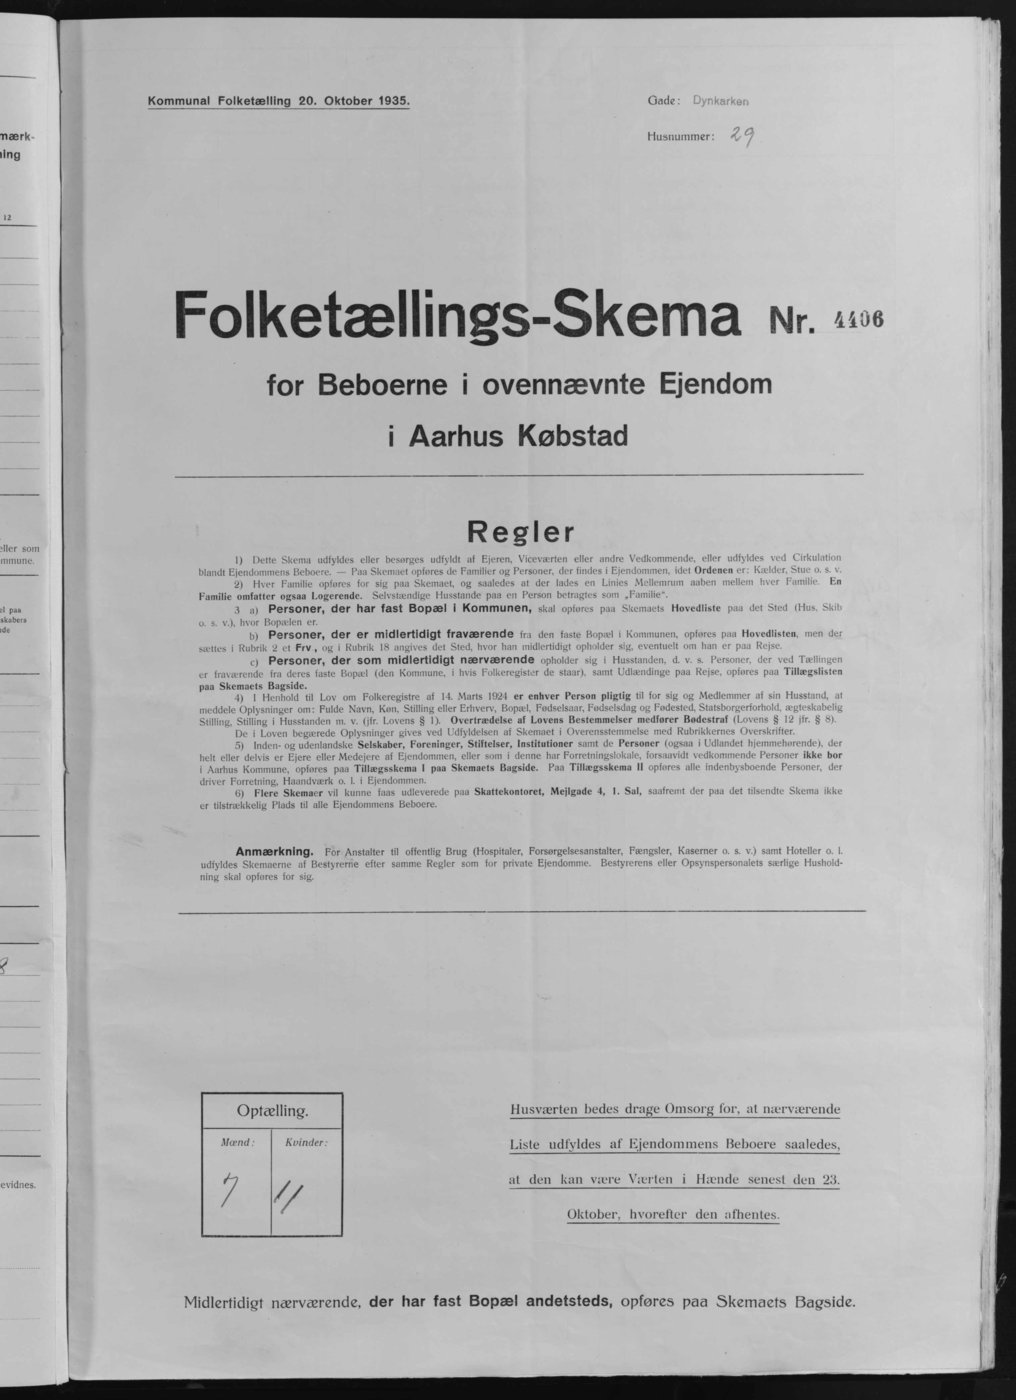 Kommunal Folketælling 20. Oktober 1935.
Gade: Dynkarken
Husnummer: 29
Folketællings-Skema Nr. 4406
for Beboerne i ovennævnte Ejendom
i Aarhus Købstad
Regler
1) Dette Skema udfyldes eller besørges udfyldt af Ejeren, Viceværten eller andre Vedkommende, eller udfyldes ved Cirkulation
blandt Ejendommens Beboere. — Paa Skemaet opføres de Familier og Personer, der findes i Ejendommen, idet Ordenen er: Kælder, Stue o. s. v.
2) Hver Familie opføres for sig paa Skemaet, og saaledes at der lades en Linies Mellemrum aaben mellem hver Familie. En
Familie omfatter ogsaa Logerende. Selvstændige Husstande paa en Person betragtes som „Familie“.
3 a) Personer, der har fast Bopæl i Kommunen, skal opføres paa Skemaets Hovedliste paa det Sted (Hus, Skib
o. s. v.), hvor Bopælen er.
b) Personer, der er midlertidigt fraværende fra den faste Bopæl i Kommunen, opføres paa Hovedlisten, men der
sættes i Rubrik 2 et Frv., og i Rubrik 18 angives det Sted, hvor han midlertidigt opholder sig, eventuelt om han er paa Rejse.
c) Personer, der som midlertidigt nærværende opholder sig i Husstanden, d. v. s. Personer, der ved Tællingen
er fraværende fra deres faste Bopæl (den Kommune, i hvis Folkeregister de staar), samt Udlændinge paa Rejse, opføres paa Tillægslisten
paa Skemaets Bagside.
4) I Henhold til Lov om Folkeregistre af 14. Marts 1924 er enhver Person pligtig til for sig og Medlemmer af sin Husstand, at
meddele Oplysninger om: Fulde Navn, Køn, Stilling eller Erhverv, Bopæl, Fødselsaar, Fødselsdag og Fødested, Statsborgerforhold, ægteskabelig
Stilling, Stilling i Husstanden m. v. (jfr. Lovens § 1). Overtrædelse af Lovens Bestemmelser medfører Bødestraf (Lovens § 12 jfr. § 8).
De i Loven begærede Oplysninger gives ved Udfyldelsen af Skemaet i Overensstemmelse med Rubrikkernes Overskrifter.
5) Inden- og udenlandske Selskaber, Foreninger, Stiftelser, Institutioner samt de Personer (ogsaa i Udlandet hjemmehørende), der
helt eller delvis er Ejere eller Medejere af Ejendommen, eller som i denne har Forretningslokale, forsaavidt vedkommende Personer ikke bor
i Aarhus Kommune, opføres paa Tillægsskema I paa Skemaets Bagside. Paa Tillægsskema II opføres alle indenbysboende Personer, der
driver Forretning, Haandværk o. l. i Ejendommen.
6) Flere Skemaer vil kunne faas udleverede paa Skattekontoret, Mejlgade 4, 1. Sal, saafremt der paa det tilsendte Skema ikke
er tilstrækkelig Plads til alle Ejendommens Beboere.
Anmærkning. For Anstalter til offentlig Brug (Hospitaler, Forsørgelsesanstalter, Fængsler, Kaserner o. s. v.) samt Hoteller o. l.
udfyldes Skemaerne af Bestyrerne efter samme Regler som for private Ejendomme. Bestyrerens eller Opsynspersonalets særlige Hushold-
ning skal opføres for sig.
Optælling.
Mænd: Kvinder:
7 11
Husværten bedes drage Omsorg for, at nærværende
Liste udfyldes af Ejendommens Beboere saaledes,
at den kan være Værten i Hænde senest den 23.
Oktober, hvorefter den afhentes.
Midlertidigt nærværende, der har fast Bopæl andetsteds, opføres paa Skemaets Bagside.